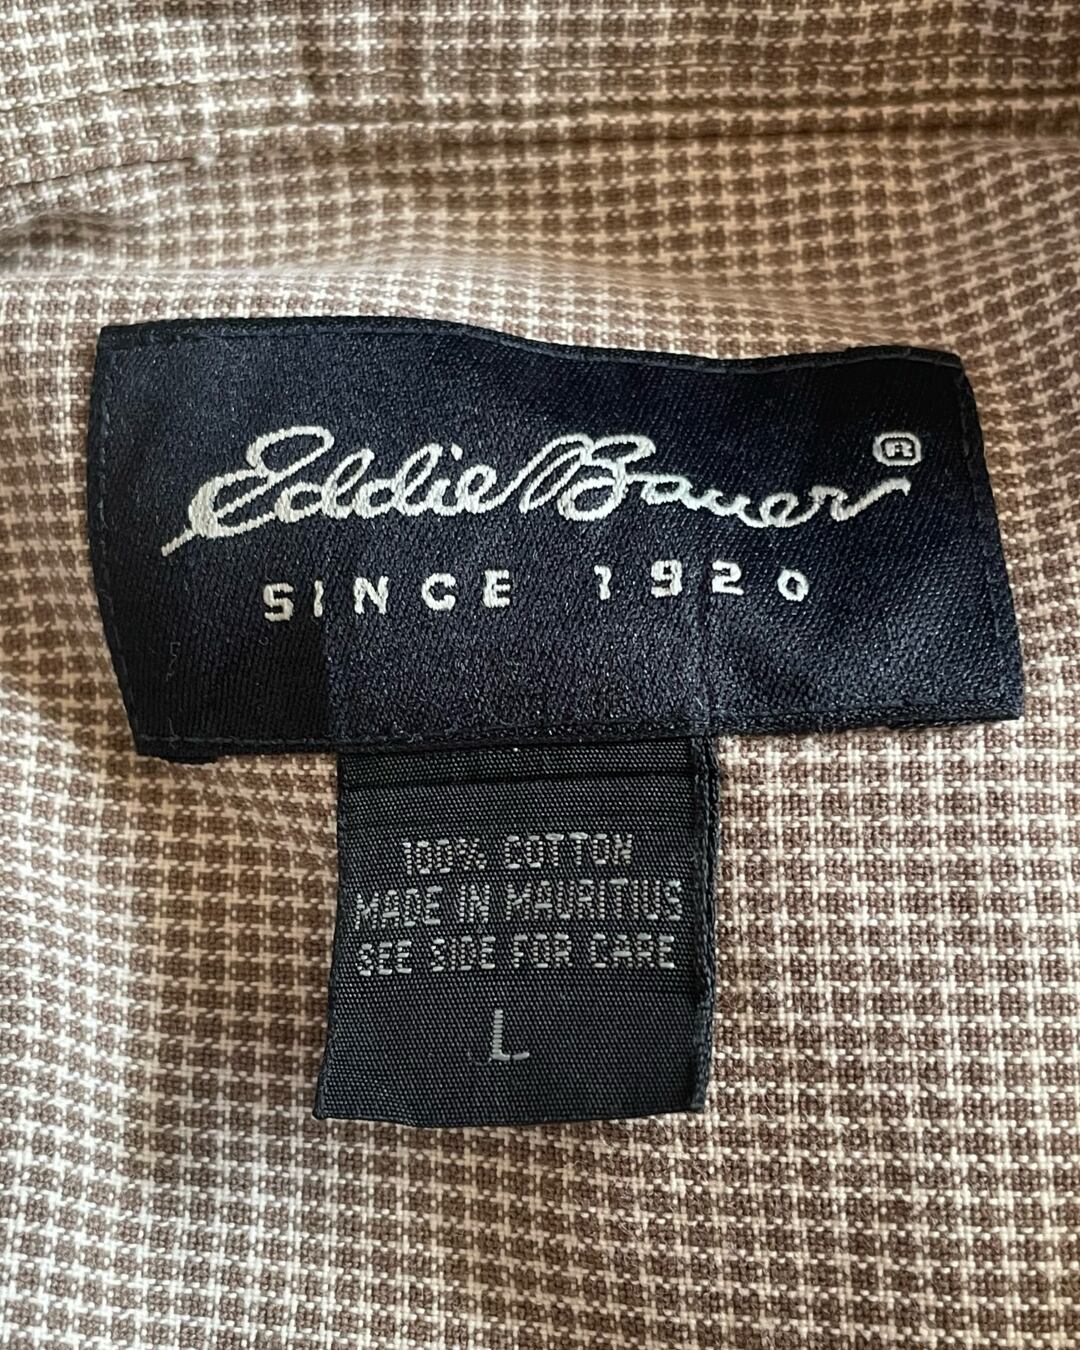 Eddie Bauer ®
SINCE 1920
100% COTTON
MADE IN MAURITIUS
SEE SIDE FOR CARE
L